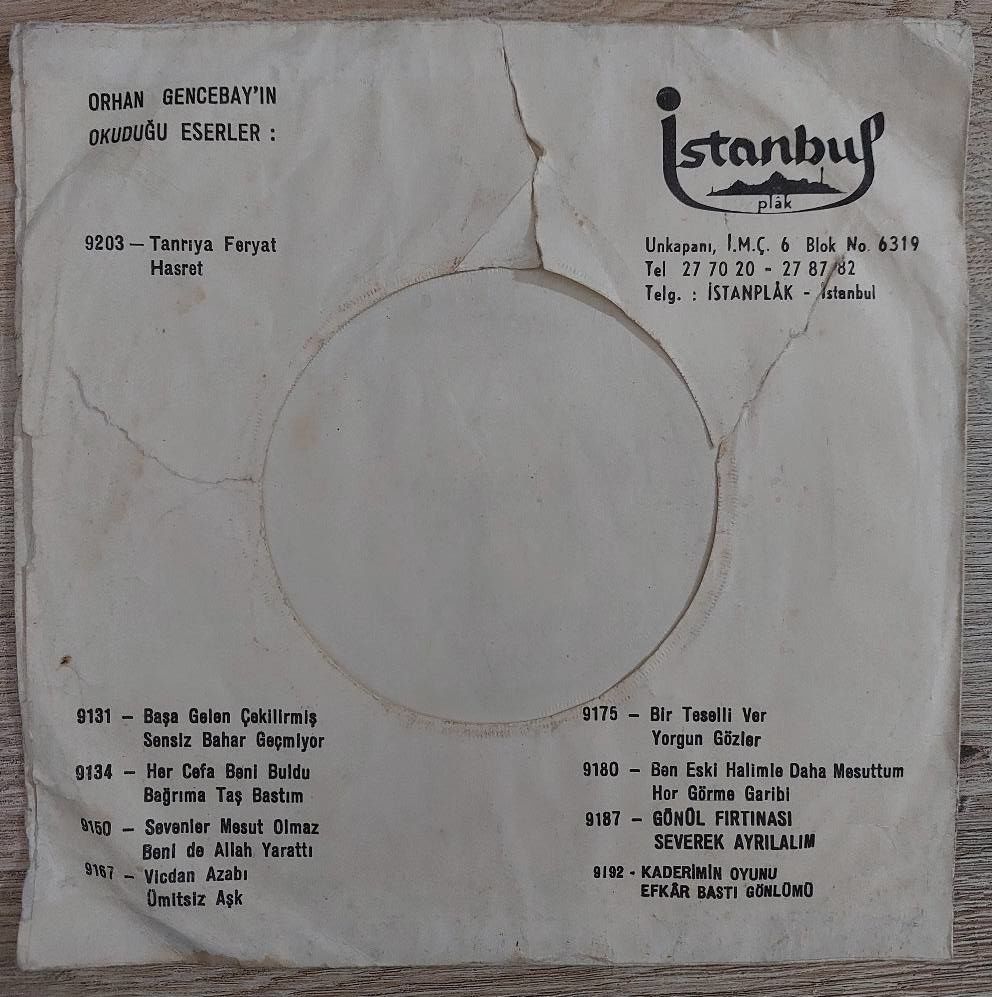 ORHAN GENCEBAY'IN
OKUDUĞU ESERLER :
İstanbul
plâk
Unkapanı, İ.M.Ç. 6 Blok No. 6319
Tel 27 70 20 - 27 87 82
Telg. : İSTANPLÂK - İstanbul
9203 — Tanrıya Feryat
Hasret
9131 — Başa Gelen Çekilirmiş
Sensiz Bahar Geçmiyor
9134 — Her Cefa Beni Buldu
Bağrıma Taş Bastım
9150 — Sevenler Mesut Olmaz
Beni de Allah Yarattı
9167 — Vicdan Azabı
Ümitsiz Aşk
9175 — Bir Teselli Ver
Yorgun Gözler
9180 — Ben Eski Halimle Daha Mesuttum
Hor Görme Garibi
9187 — GÖNÜL FIRTINASI
SEVEREK AYRILALIM
9192 - KADERİMİN OYUNU
EFKÂR BASTI GÖNLÜMÜ